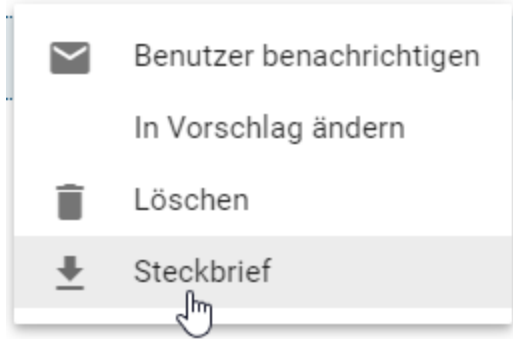 Benutzer benachrichtigen
In Vorschlag ändern
Löschen
Steckbrief